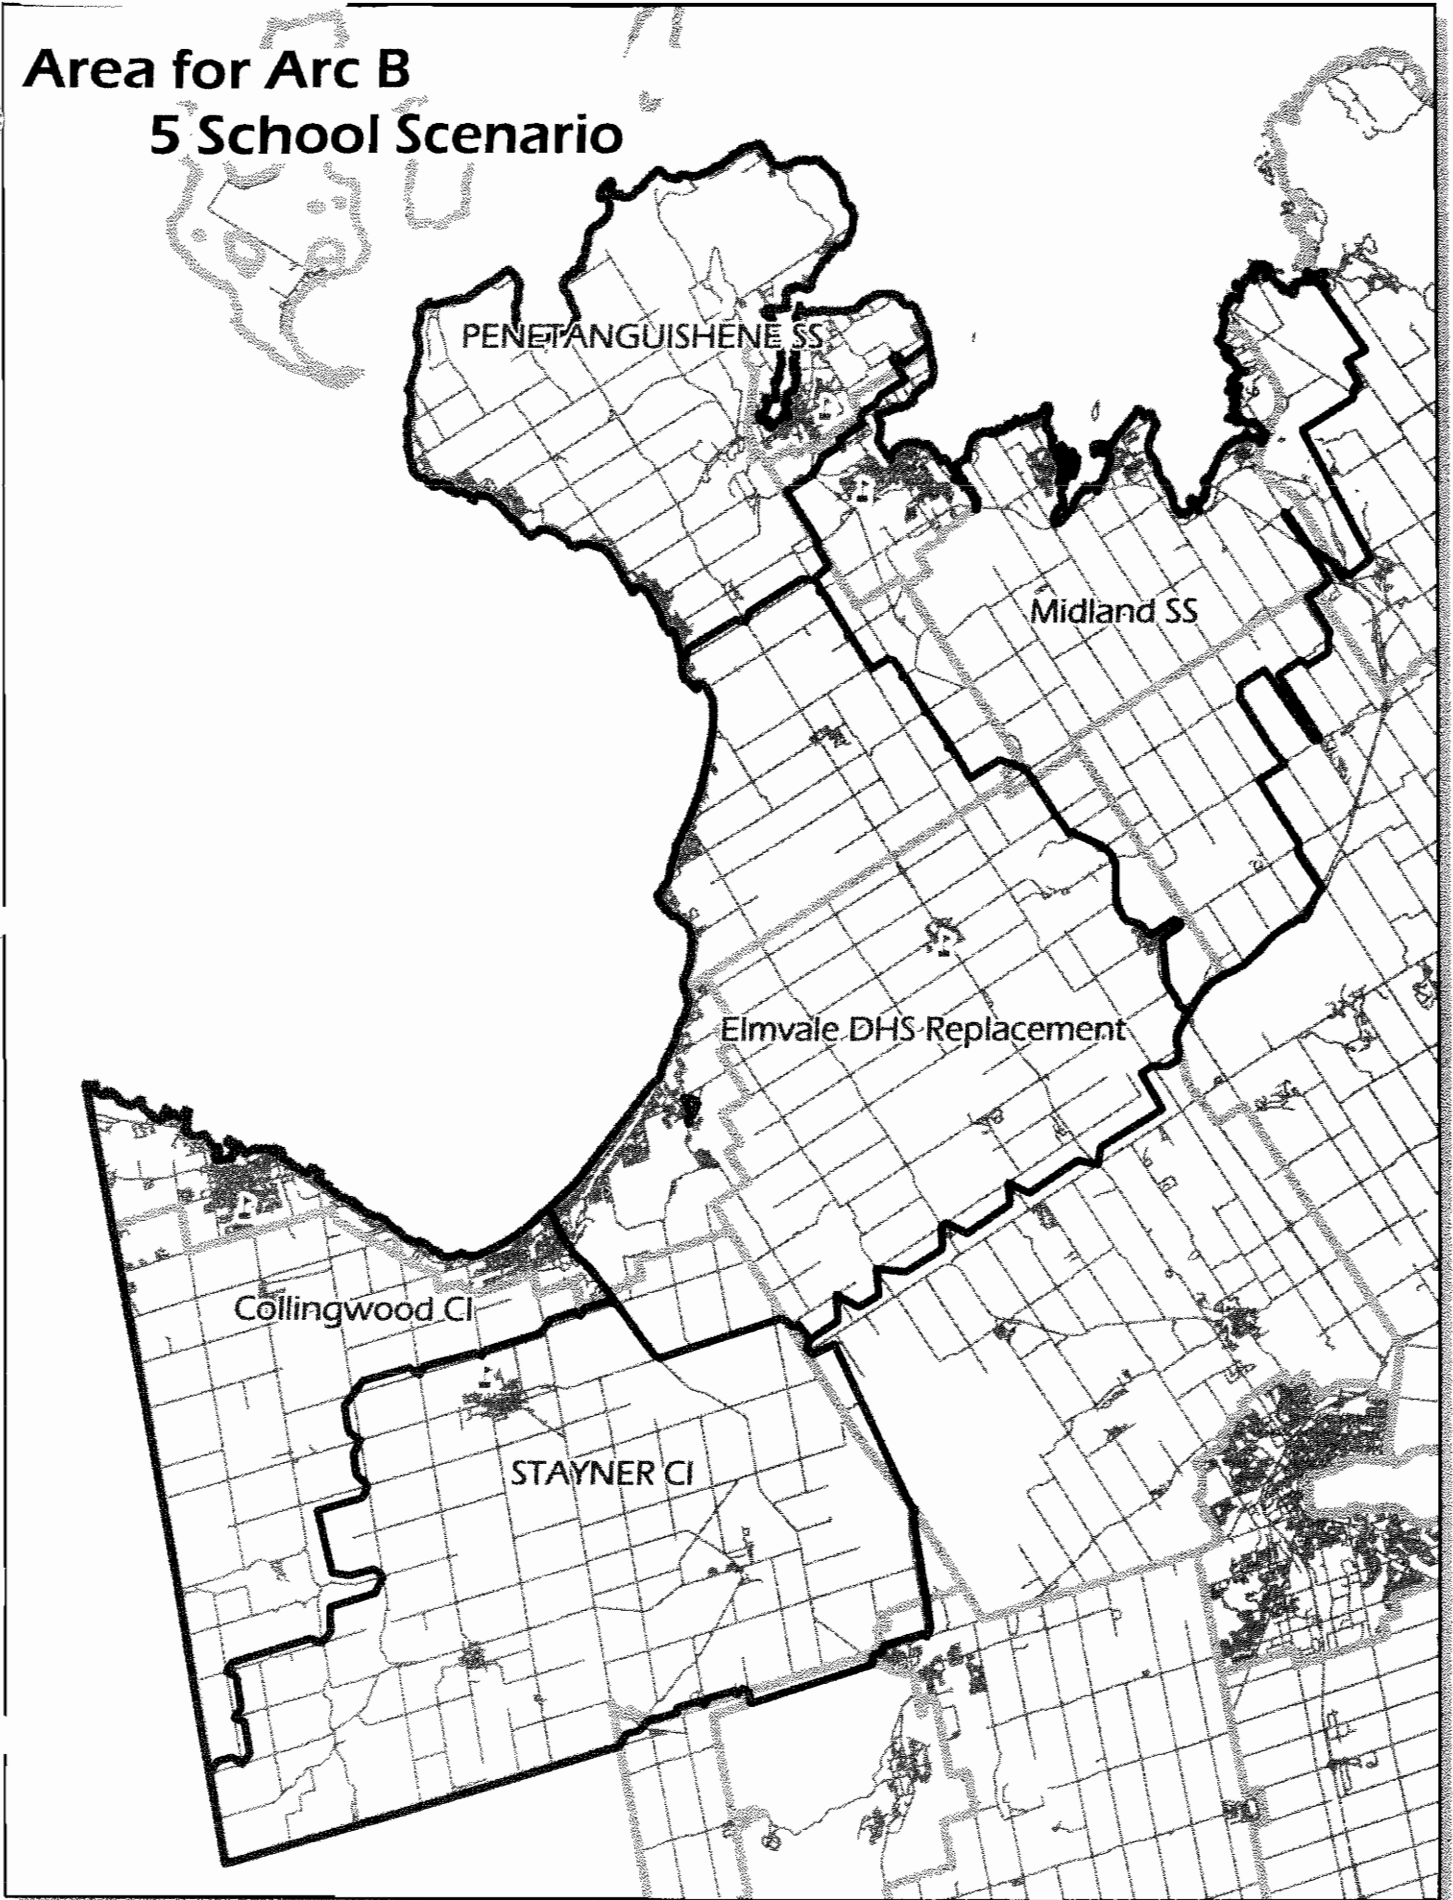 Area for Arc B
5 School Scenario
PENETANGUISHENE SS
Midland SS
Elmvale DHS Replacement
Collingwood CI
STAYNER CI